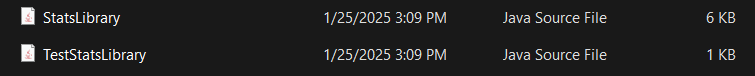 StatsLibrary 1/25/2025 3:09 PM Java Source File 6 KB
TestStatsLibrary 1/25/2025 3:09 PM Java Source File 1 KB